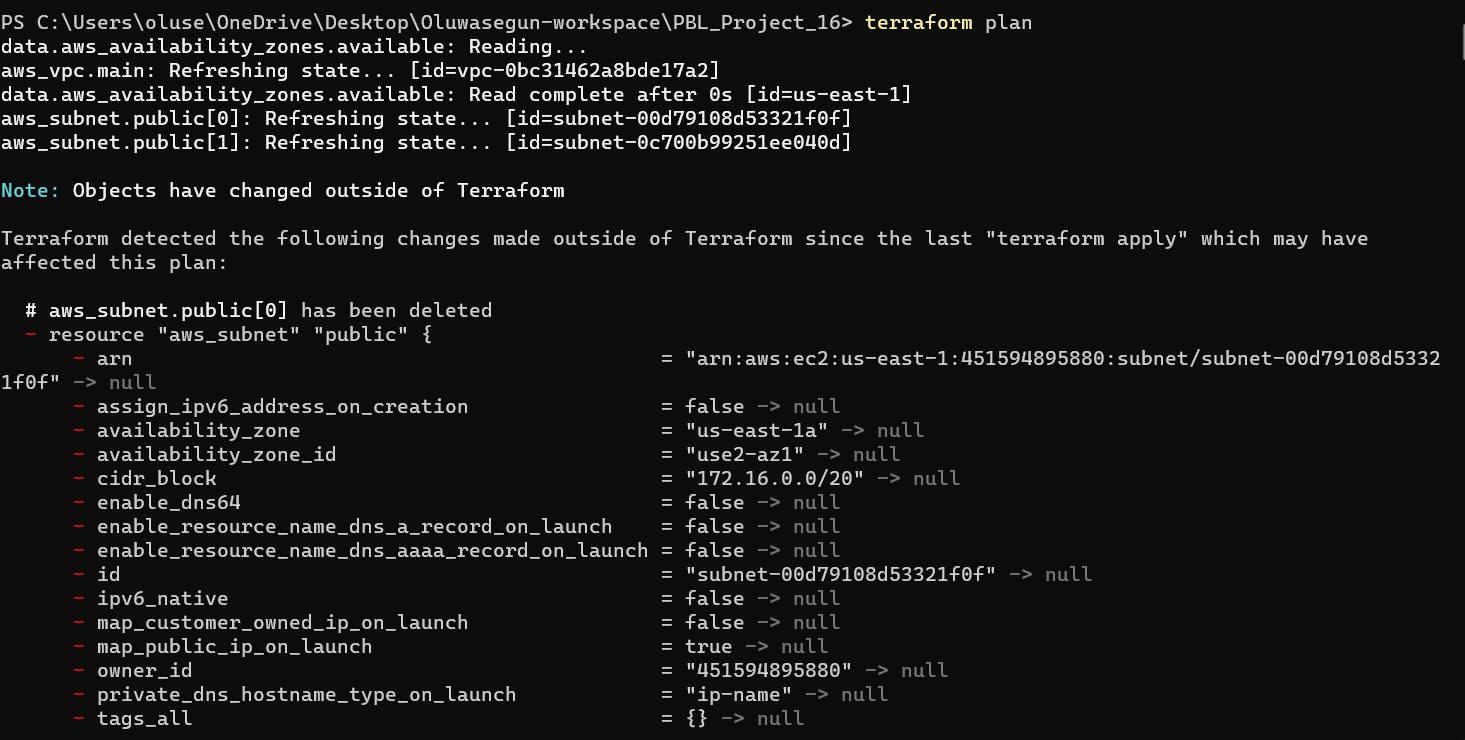 PS C:\Users\oluse\OneDrive\Desktop\Oluwasegun-workspace\PBL_Project_16> terraform plan
data.aws_availability_zones.available: Reading...
aws_vpc.main: Refreshing state... [id=vpc-0bc31462a8bde17a2]
data.aws_availability_zones.available: Read complete after 0s [id=us-east-1]
aws_subnet.public[0]: Refreshing state... [id=subnet-00d79108d53321f0f]
aws_subnet.public[1]: Refreshing state... [id=subnet-0c700b99251ee040d]

Note: Objects have changed outside of Terraform

Terraform detected the following changes made outside of Terraform since the last "terraform apply" which may have
affected this plan:

  # aws_subnet.public[0] has been deleted
  - resource "aws_subnet" "public" {
      - arn                                            = "arn:aws:ec2:us-east-1:451594895880:subnet/subnet-00d79108d5332
1f0f" -> null
      - assign_ipv6_address_on_creation                = false -> null
      - availability_zone                              = "us-east-1a" -> null
      - availability_zone_id                           = "use2-az1" -> null
      - cidr_block                                     = "172.16.0.0/20" -> null
      - enable_dns64                                   = false -> null
      - enable_resource_name_dns_a_record_on_launch    = false -> null
      - enable_resource_name_dns_aaaa_record_on_launch = false -> null
      - id                                             = "subnet-00d79108d53321f0f" -> null
      - ipv6_native                                    = false -> null
      - map_customer_owned_ip_on_launch                = false -> null
      - map_public_ip_on_launch                        = true -> null
      - owner_id                                       = "451594895880" -> null
      - private_dns_hostname_type_on_launch            = "ip-name" -> null
      - tags_all                                       = {} -> null